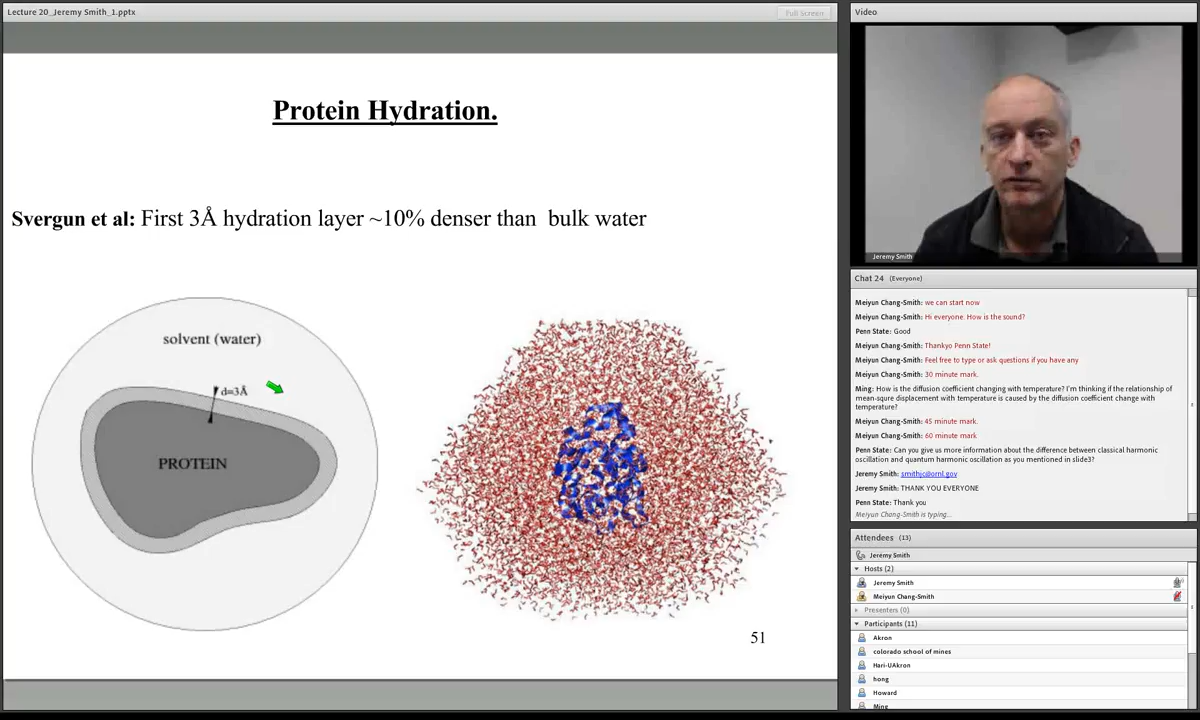 Lecture 20_Jeremy Smith_1.pptx
Full Screen
Protein Hydration.
Svergun et al: First 3Å hydration layer ~10% denser than bulk water
solvent (water)
d=3Å
PROTEIN
51
Video
Jeremy Smith
Chat 24 (Everyone)
Meiyun Chang-Smith: we can start now
Meiyun Chang-Smith: Hi everyone. How is the sound?
Penn State: Good
Meiyun Chang-Smith: Thankyo Penn State!
Meiyun Chang-Smith: Feel free to type or ask questions if you have any
Meiyun Chang-Smith: 30 minute mark.
Ming: How is the diffusion coefficient changing with temperature? I'm thinking if the relationship of
mean-squre displacement with temperature is caused by the diffusion coefficient change with
temperature?
Meiyun Chang-Smith: 45 minute mark.
Meiyun Chang-Smith: 60 minute mark
Penn State: Can you give us more information about the difference between classical harmonic
oscillation and quantum harmonic oscillation as you mentioned in slide3?
Jeremy Smith: smithjc@ornl.gov
Jeremy Smith: THANK YOU EVERYONE
Penn State: Thank you
Meiyun Chang-Smith is typing...
Attendees (13)
Jeremy Smith
Hosts (2)
Jeremy Smith
Meiyun Chang-Smith
Presenters (0)
Participants (11)
Akron
colorado school of mines
Hari-UAkron
hong
Howard
Ming